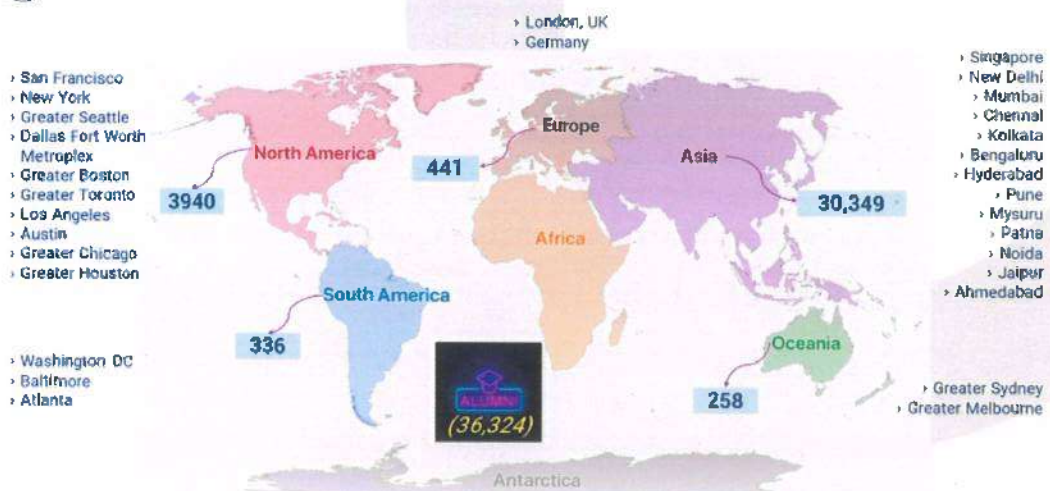 › London, UK
› Germany
› San Francisco
› New York
› Greater Seattle
› Dallas Fort Worth
Metroplex
› Greater Boston
› Greater Toronto
› Los Angeles
› Austin
› Greater Chicago
› Greater Houston
› Washington DC
› Baltimore
› Atlanta
North America
3940
Europe
441
Asia
30,349
Africa
South America
336
Oceania
258
ALUMNI
(36,324)
Antarctica
› Singapore
› New Delhi
› Mumbai
› Chennai
› Kolkata
› Bengaluru
› Hyderabad
› Pune
› Mysuru
› Patna
› Noida
› Jaipur
› Ahmedabad
› Greater Sydney
› Greater Melbourne